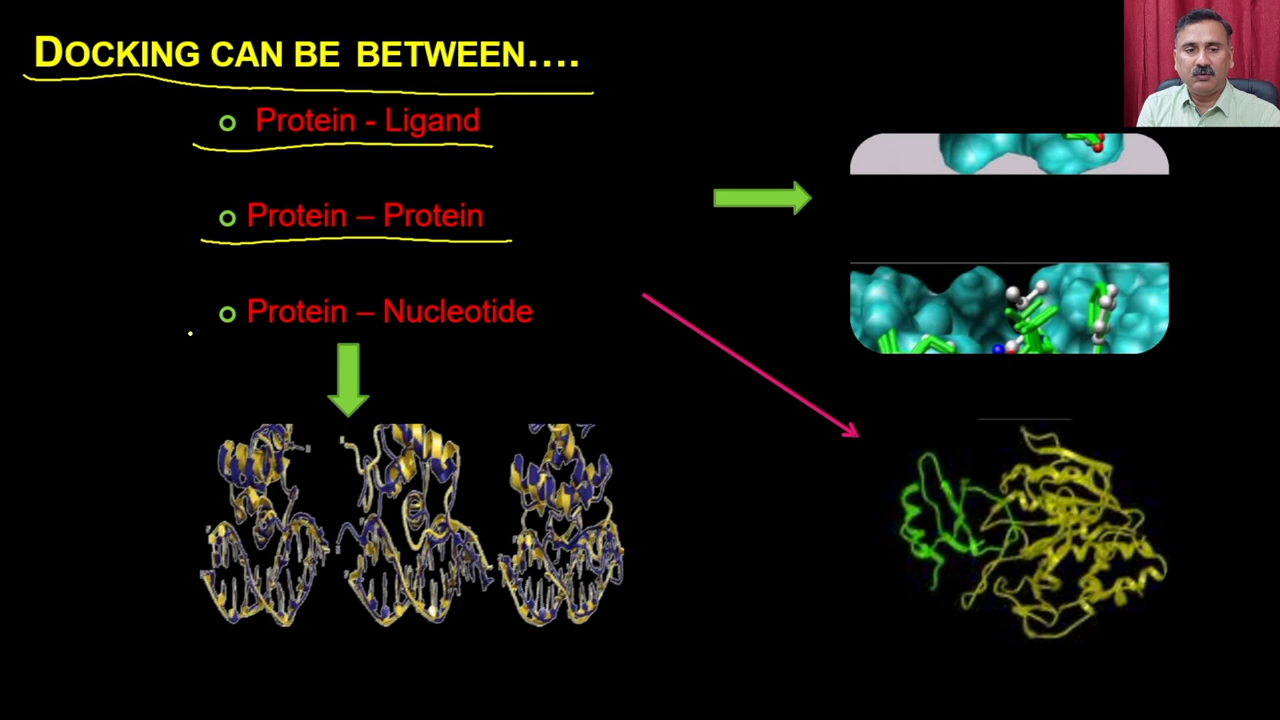 DOCKING CAN BE BETWEEN....
Protein - Ligand
Protein – Protein
Protein – Nucleotide